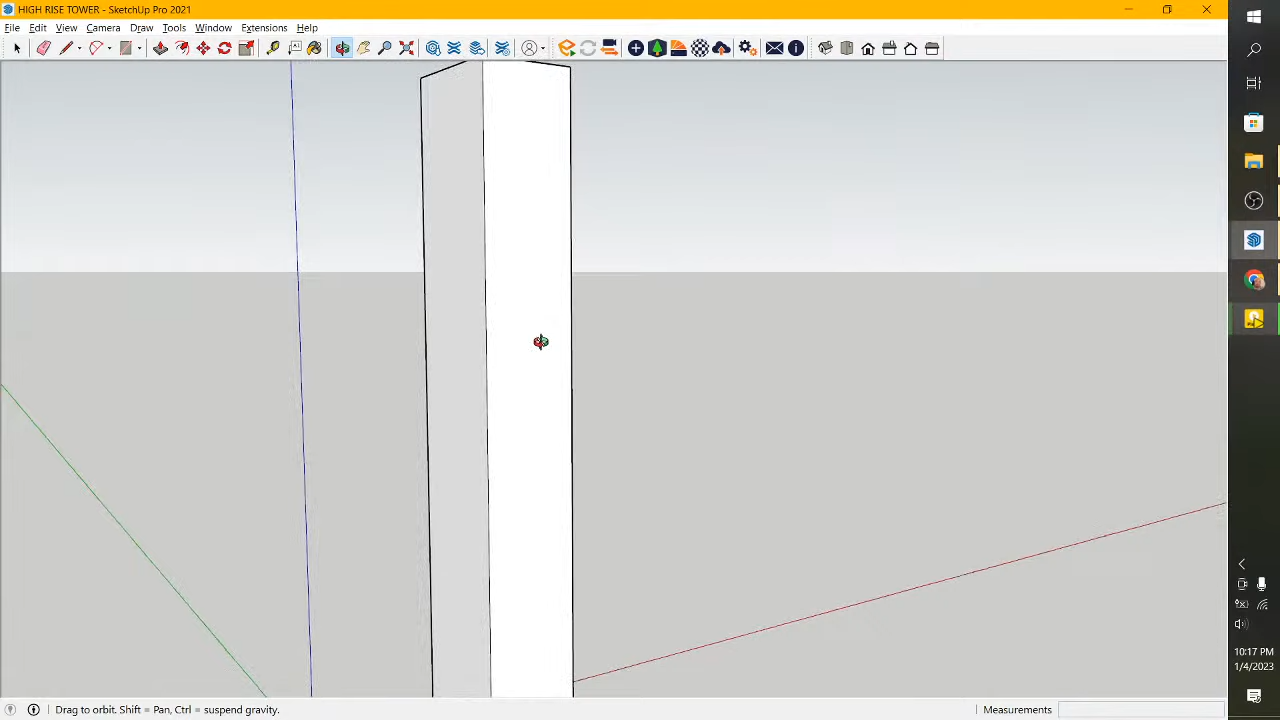 HIGH RISE TOWER - SketchUp Pro 2021
File Edit View Camera Draw Tools Window Extensions Help
Drag to orbit. Shift = Pan, Ctrl = suspend gravity.
Measurements
10:17 PM
1/4/2023